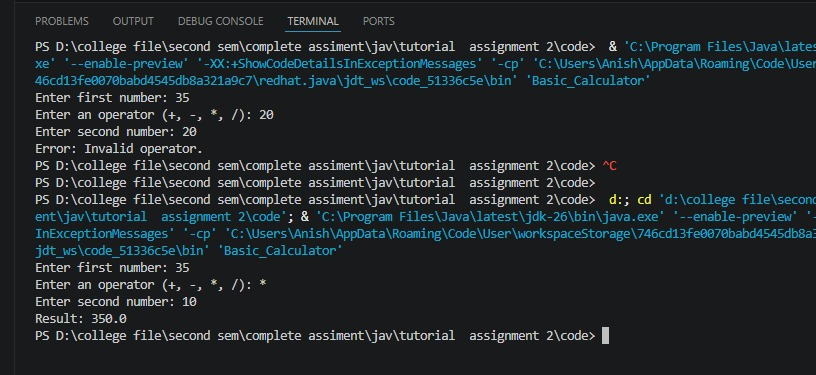 PROBLEMS OUTPUT DEBUG CONSOLE TERMINAL PORTS
PS D:\college file\second sem\complete assiment\jav\tutorial  assignment 2\code>  & 'C:\Program Files\Java\lates
xe' '--enable-preview' '-XX:+ShowCodeDetailsInExceptionMessages' '-cp' 'C:\Users\Anish\AppData\Roaming\Code\User
46cd13fe0070babd4545db8a321a9c7\redhat.java\jdt_ws\code_51336c5e\bin' 'Basic_Calculator'
Enter first number: 35
Enter an operator (+, -, *, /): 20
Enter second number: 20
Error: Invalid operator.
PS D:\college file\second sem\complete assiment\jav\tutorial  assignment 2\code> ^C
PS D:\college file\second sem\complete assiment\jav\tutorial  assignment 2\code>
PS D:\college file\second sem\complete assiment\jav\tutorial  assignment 2\code>  d:; cd 'd:\college file\second
ent\jav\tutorial  assignment 2\code'; & 'C:\Program Files\Java\latest\jdk-26\bin\java.exe' '--enable-preview' '-
InExceptionMessages' '-cp' 'C:\Users\Anish\AppData\Roaming\Code\User\workspaceStorage\746cd13fe0070babd4545db8a3
jdt_ws\code_51336c5e\bin' 'Basic_Calculator'
Enter first number: 35
Enter an operator (+, -, *, /): *
Enter second number: 10
Result: 350.0
PS D:\college file\second sem\complete assiment\jav\tutorial  assignment 2\code>